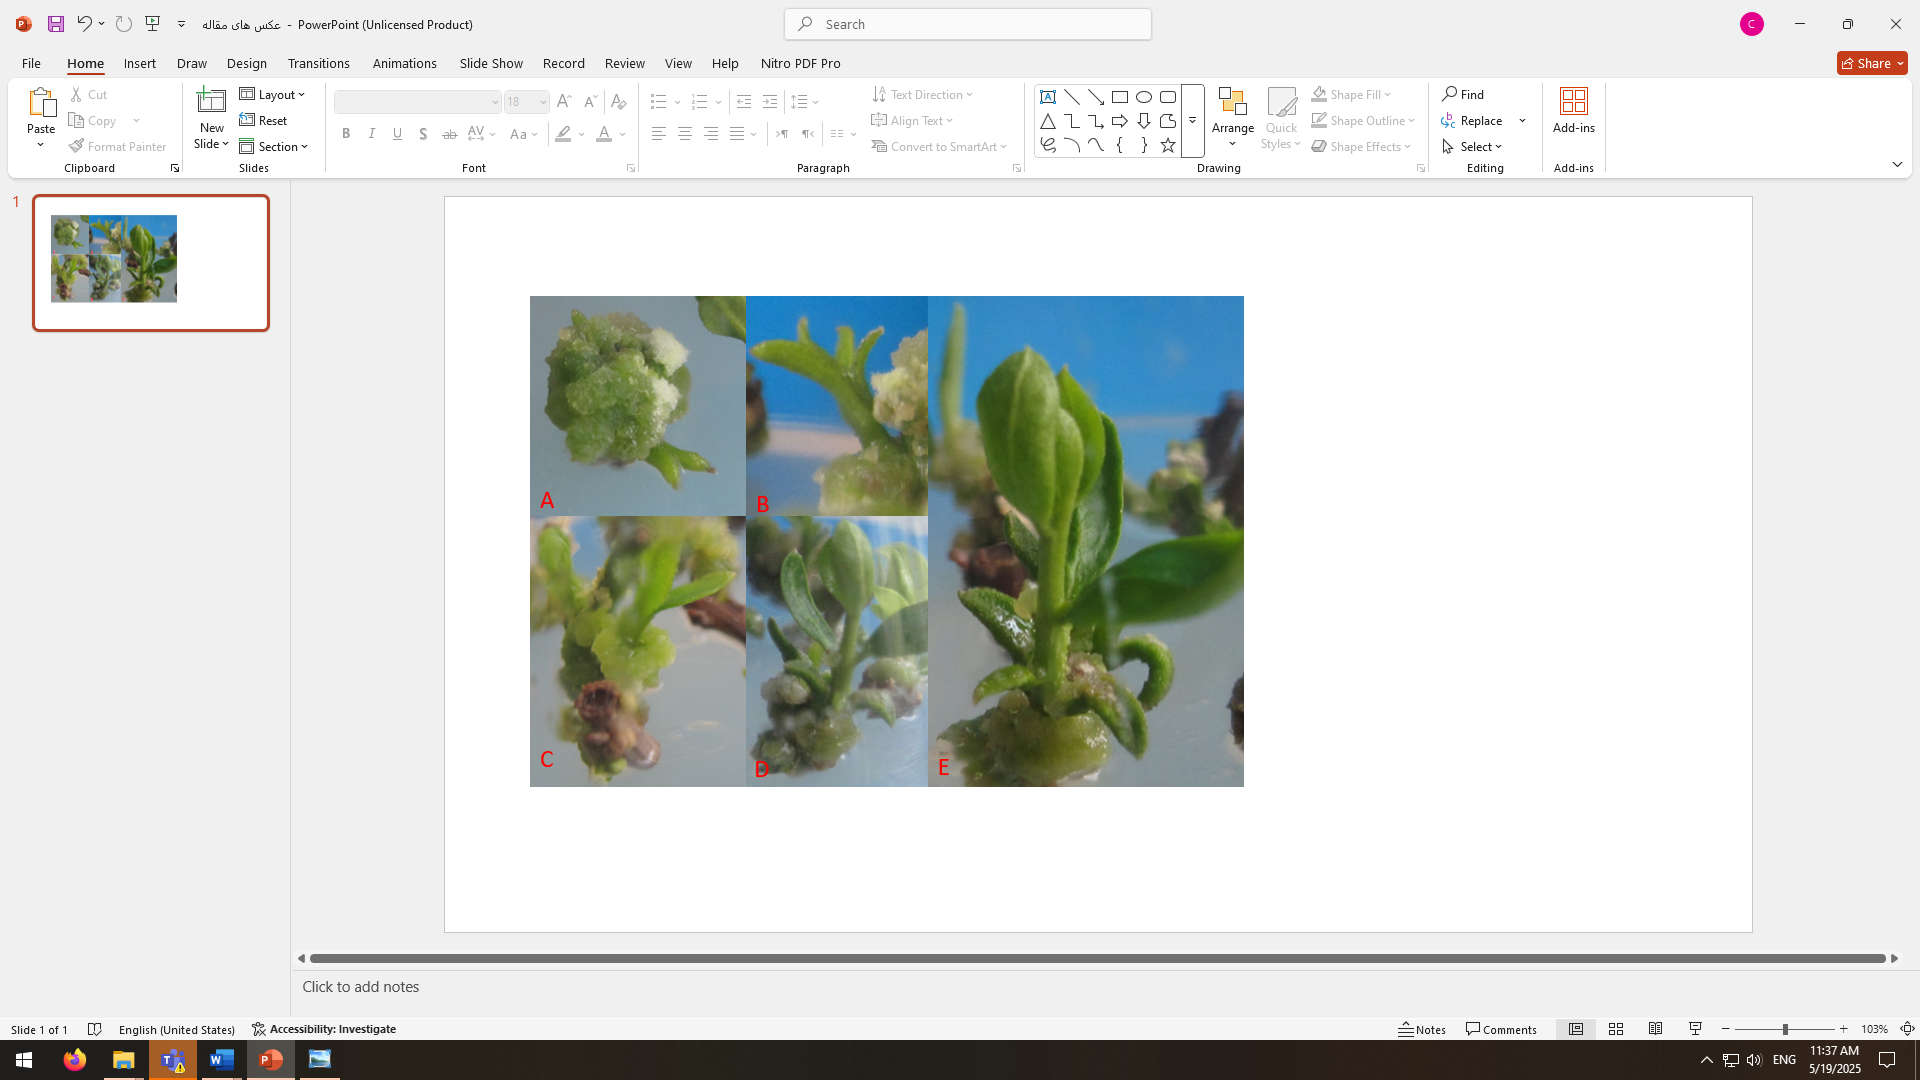 عکس های مقاله - PowerPoint (Unlicensed Product)
Search
C
File Home Insert Draw Design Transitions Animations Slide Show Record Review View Help Nitro PDF Pro
Share
Paste
Cut
Copy
Format Painter
Clipboard
New
Slide
Layout
Reset
Section
Slides
18
Font
Text Direction
Align Text
Convert to SmartArt
Paragraph
Arrange
Quick
Styles
Shape Fill
Shape Outline
Shape Effects
Drawing
Find
Replace
Select
Editing
Add-ins
Add-ins
1
A
B
C
D
E
Click to add notes
Slide 1 of 1 English (United States) Accessibility: Investigate Notes Comments 103%
ENG
11:37 AM
5/19/2025